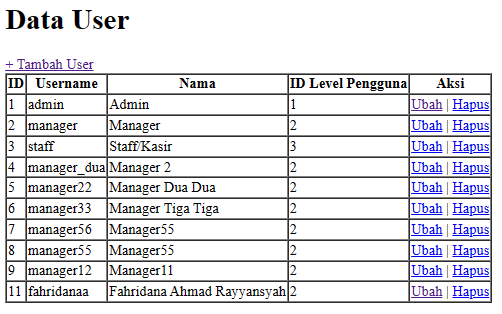 Data User
+ Tambah User
ID Username Nama ID Level Pengguna Aksi
1 admin Admin 1 Ubah | Hapus
2 manager Manager 2 Ubah | Hapus
3 staff Staff/Kasir 3 Ubah | Hapus
4 manager_dua Manager 2 2 Ubah | Hapus
5 manager22 Manager Dua Dua 2 Ubah | Hapus
6 manager33 Manager Tiga Tiga 2 Ubah | Hapus
7 manager56 Manager55 2 Ubah | Hapus
8 manager55 Manager55 2 Ubah | Hapus
9 manager12 Manager11 2 Ubah | Hapus
11 fahridanaa Fahridana Ahmad Rayyansyah 2 Ubah | Hapus